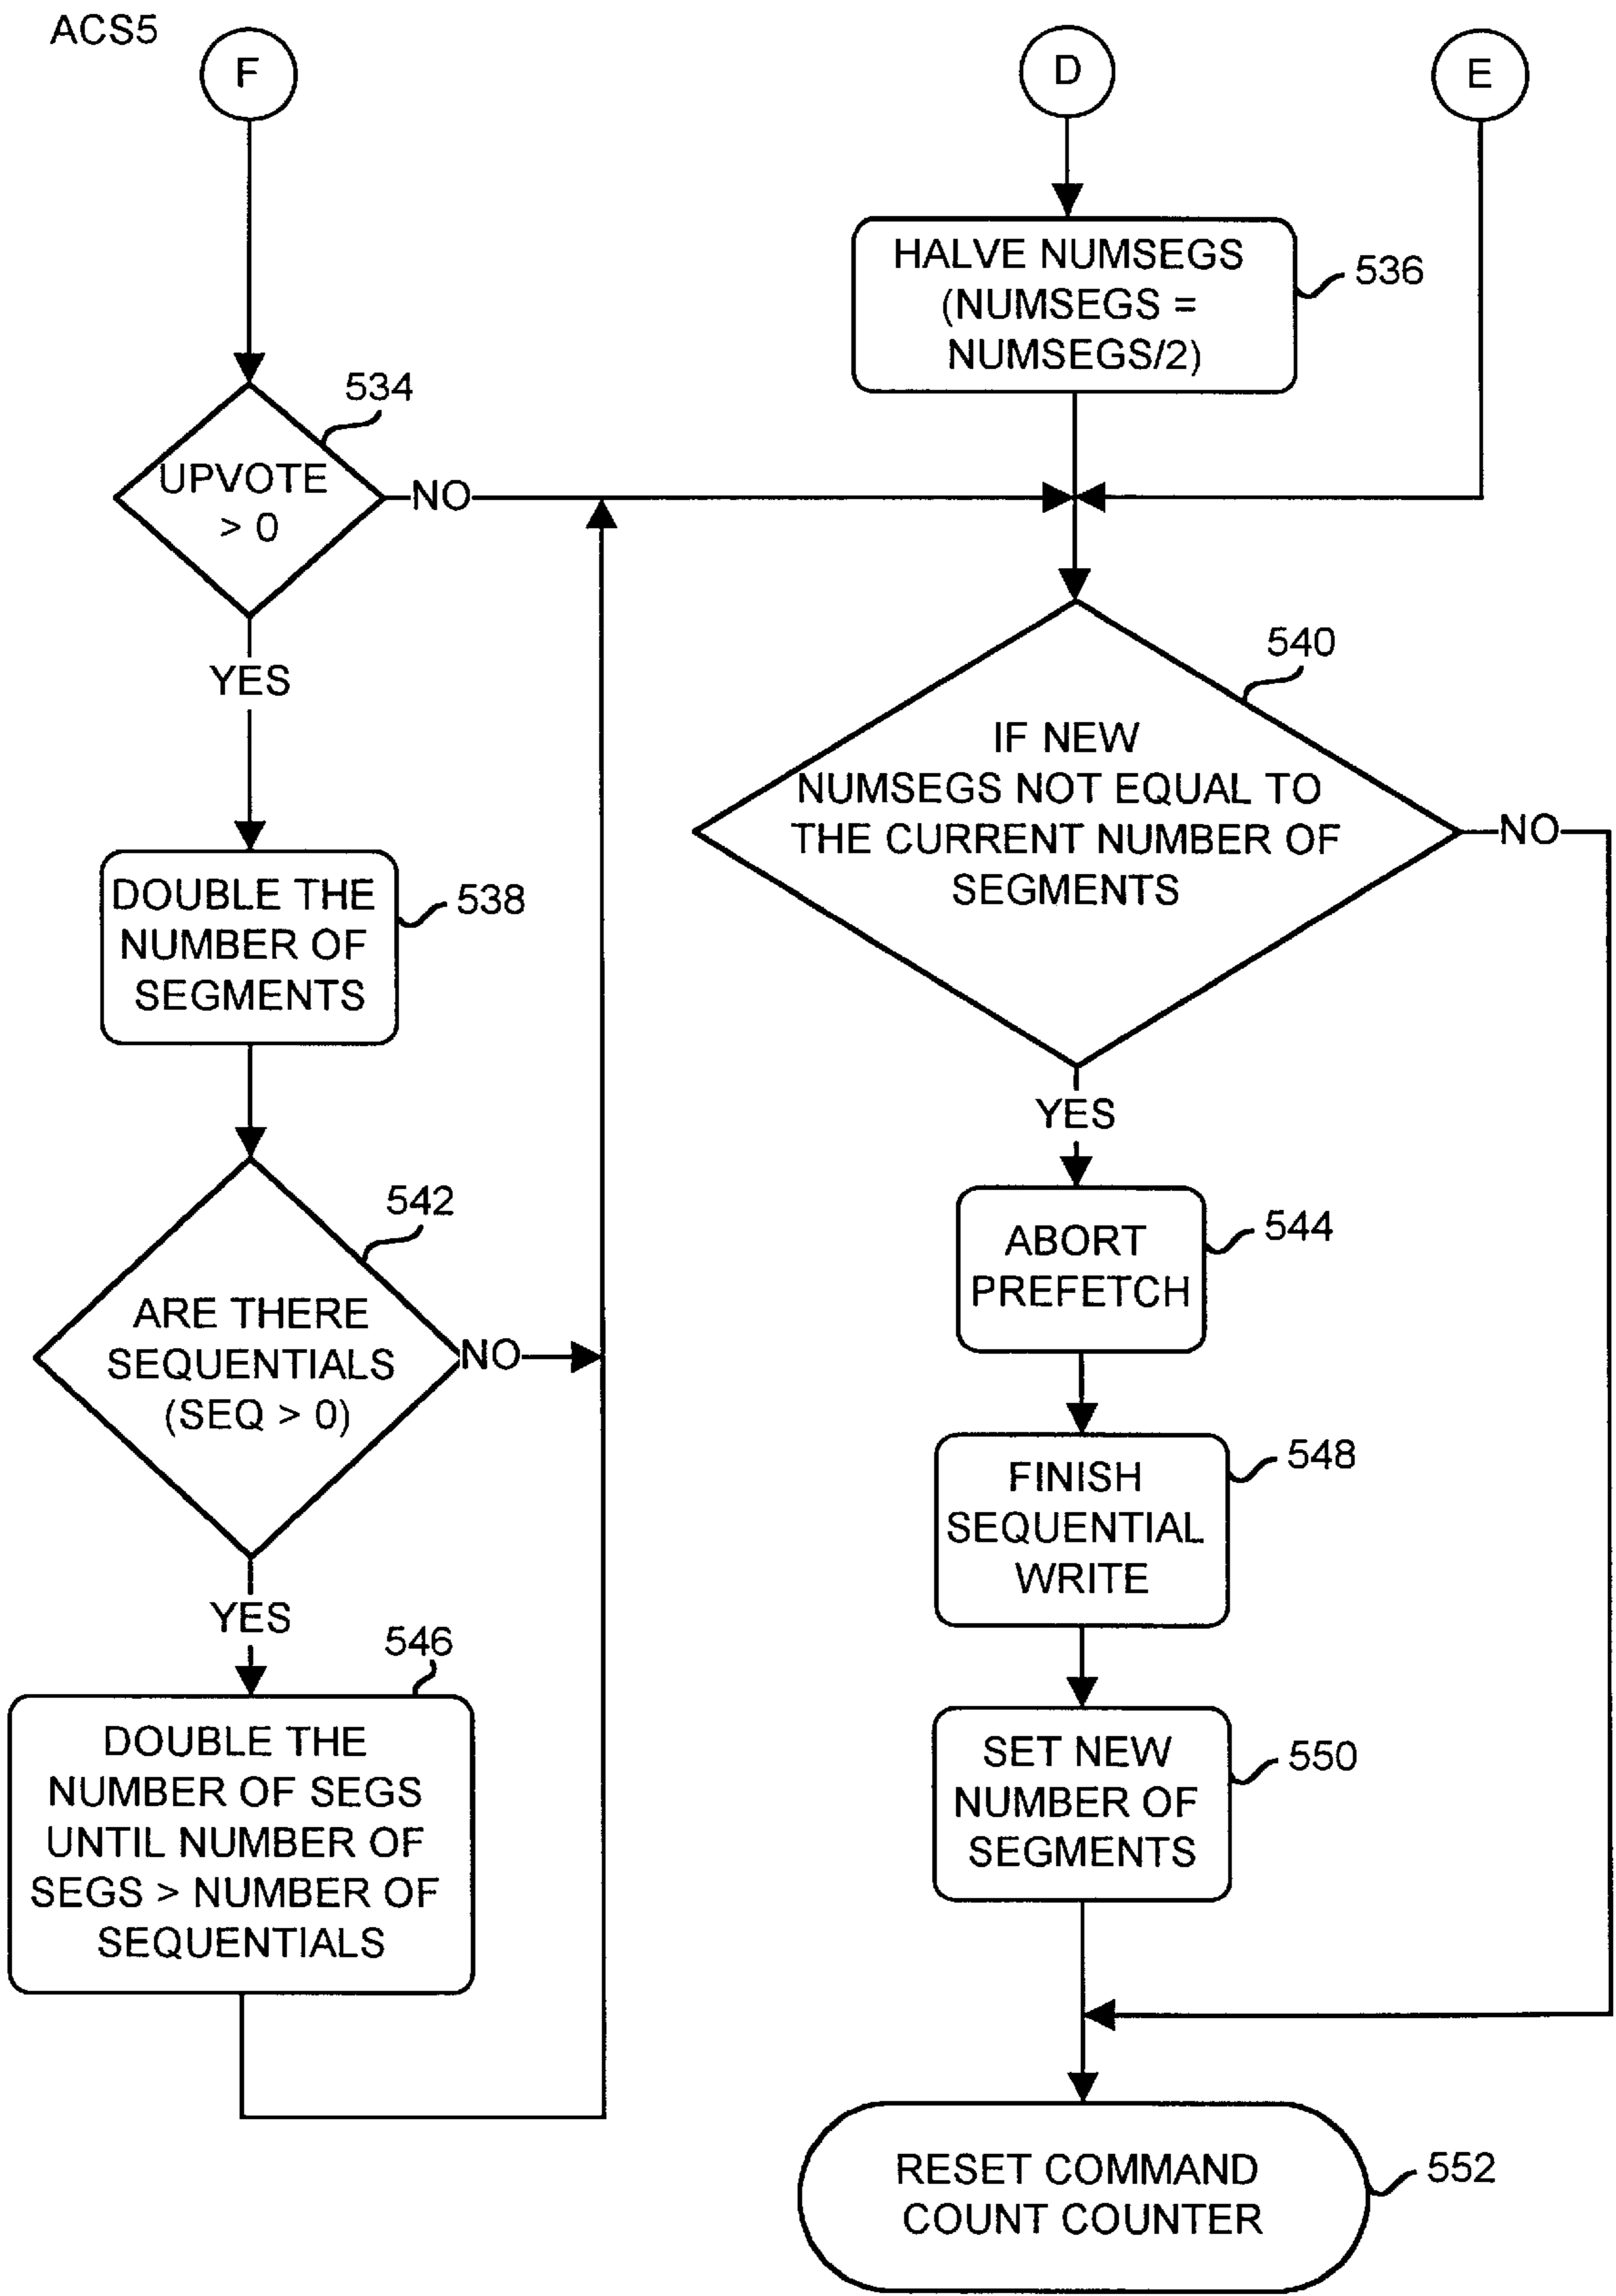 ACS5
F
D
E
HALVE NUMSEGS
(NUMSEGS =
NUMSEGS/2)
536
534
UPVOTE
> 0
NO
YES
540
IF NEW
NUMSEGS NOT EQUAL TO
THE CURRENT NUMBER OF
SEGMENTS
NO
YES
DOUBLE THE
NUMBER OF
SEGMENTS
538
542
ARE THERE
SEQUENTIALS
(SEQ > 0)
NO
YES
ABORT
PREFETCH
544
FINISH
SEQUENTIAL
WRITE
548
546
DOUBLE THE
NUMBER OF SEGS
UNTIL NUMBER OF
SEGS > NUMBER OF
SEQUENTIALS
SET NEW
NUMBER OF
SEGMENTS
550
RESET COMMAND
COUNT COUNTER
552